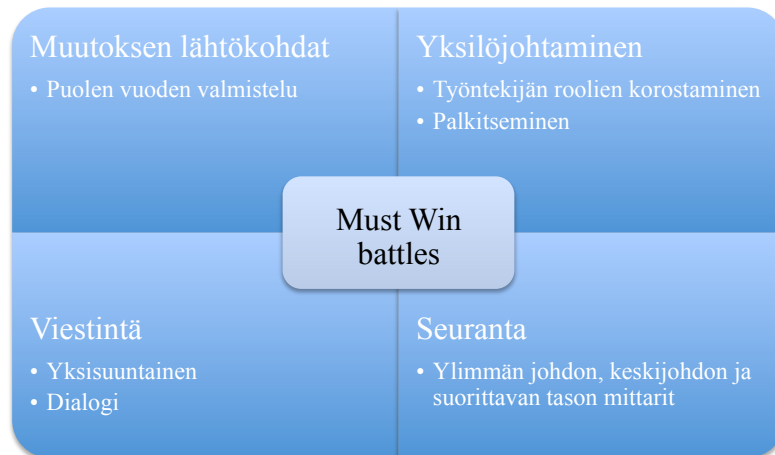 Muutoksen lähtökohdat
• Puolen vuoden valmistelu
Yksilöjohtaminen
• Työntekijän roolien korostaminen
• Palkitseminen
Must Win
battles
Viestintä
• Yksisuuntainen
• Dialogi
Seuranta
• Ylimmän johdon, keskijohdon ja
suorittavan tason mittarit